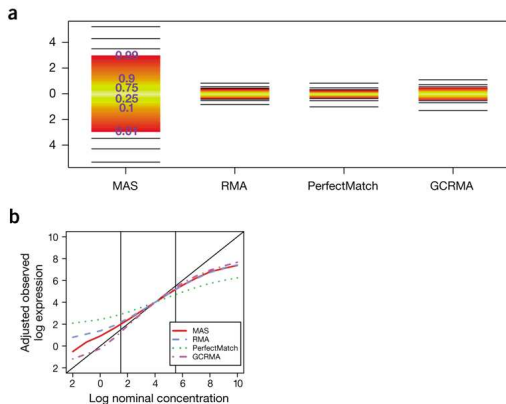 a
4
2
0
2
4
0.99
0.9
0.75
0.25
0.1
0.01
MAS
RMA
PerfectMatch
GCRMA
b
Adjusted observed
log expression
10
8
6
4
2
0
2
MAS
RMA
PerfectMatch
GCRMA
2 0 2 4 6 8 10
Log nominal concentration